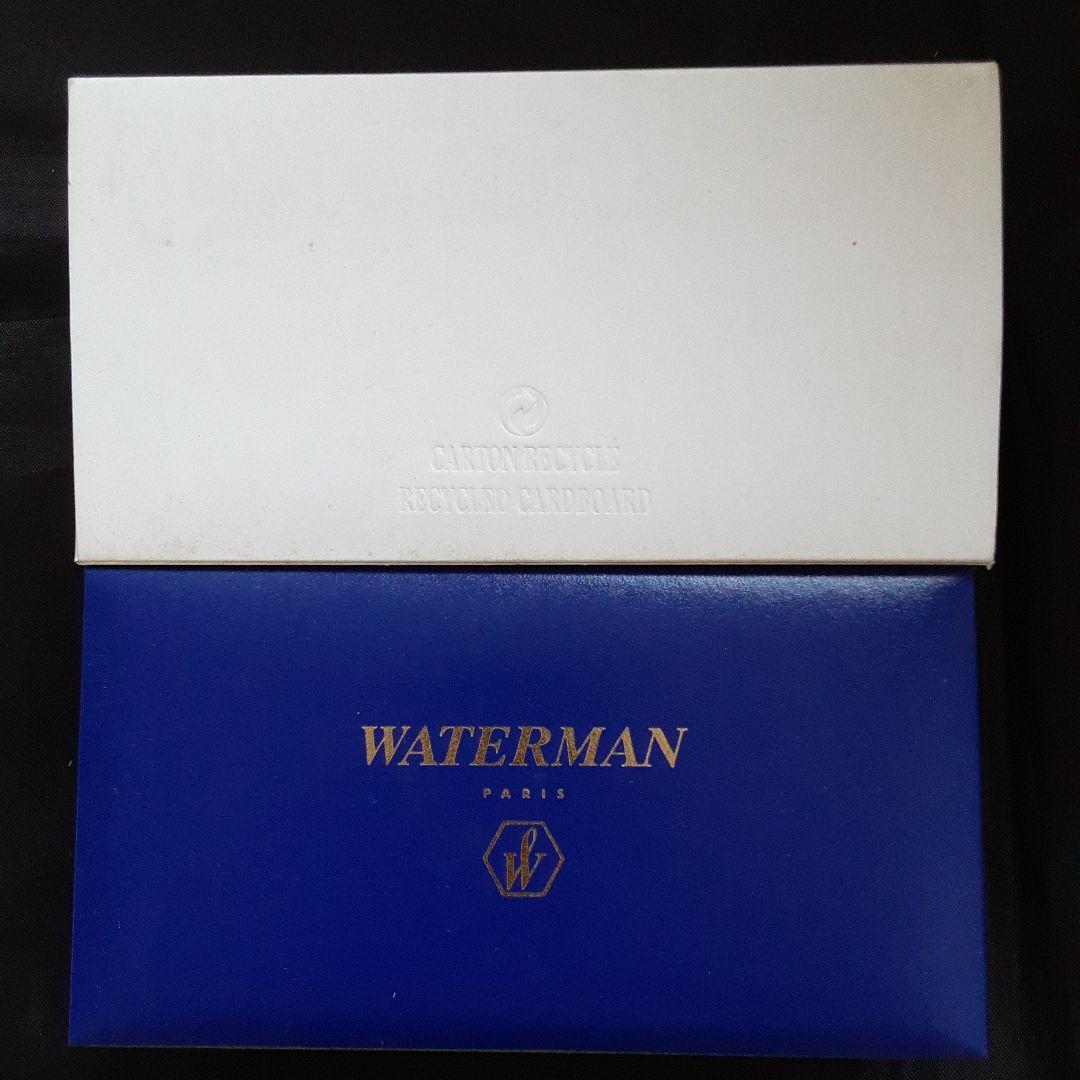 CARTON RECYCLÉ
RECYCLED CARDBOARD
WATERMAN
PARIS
W